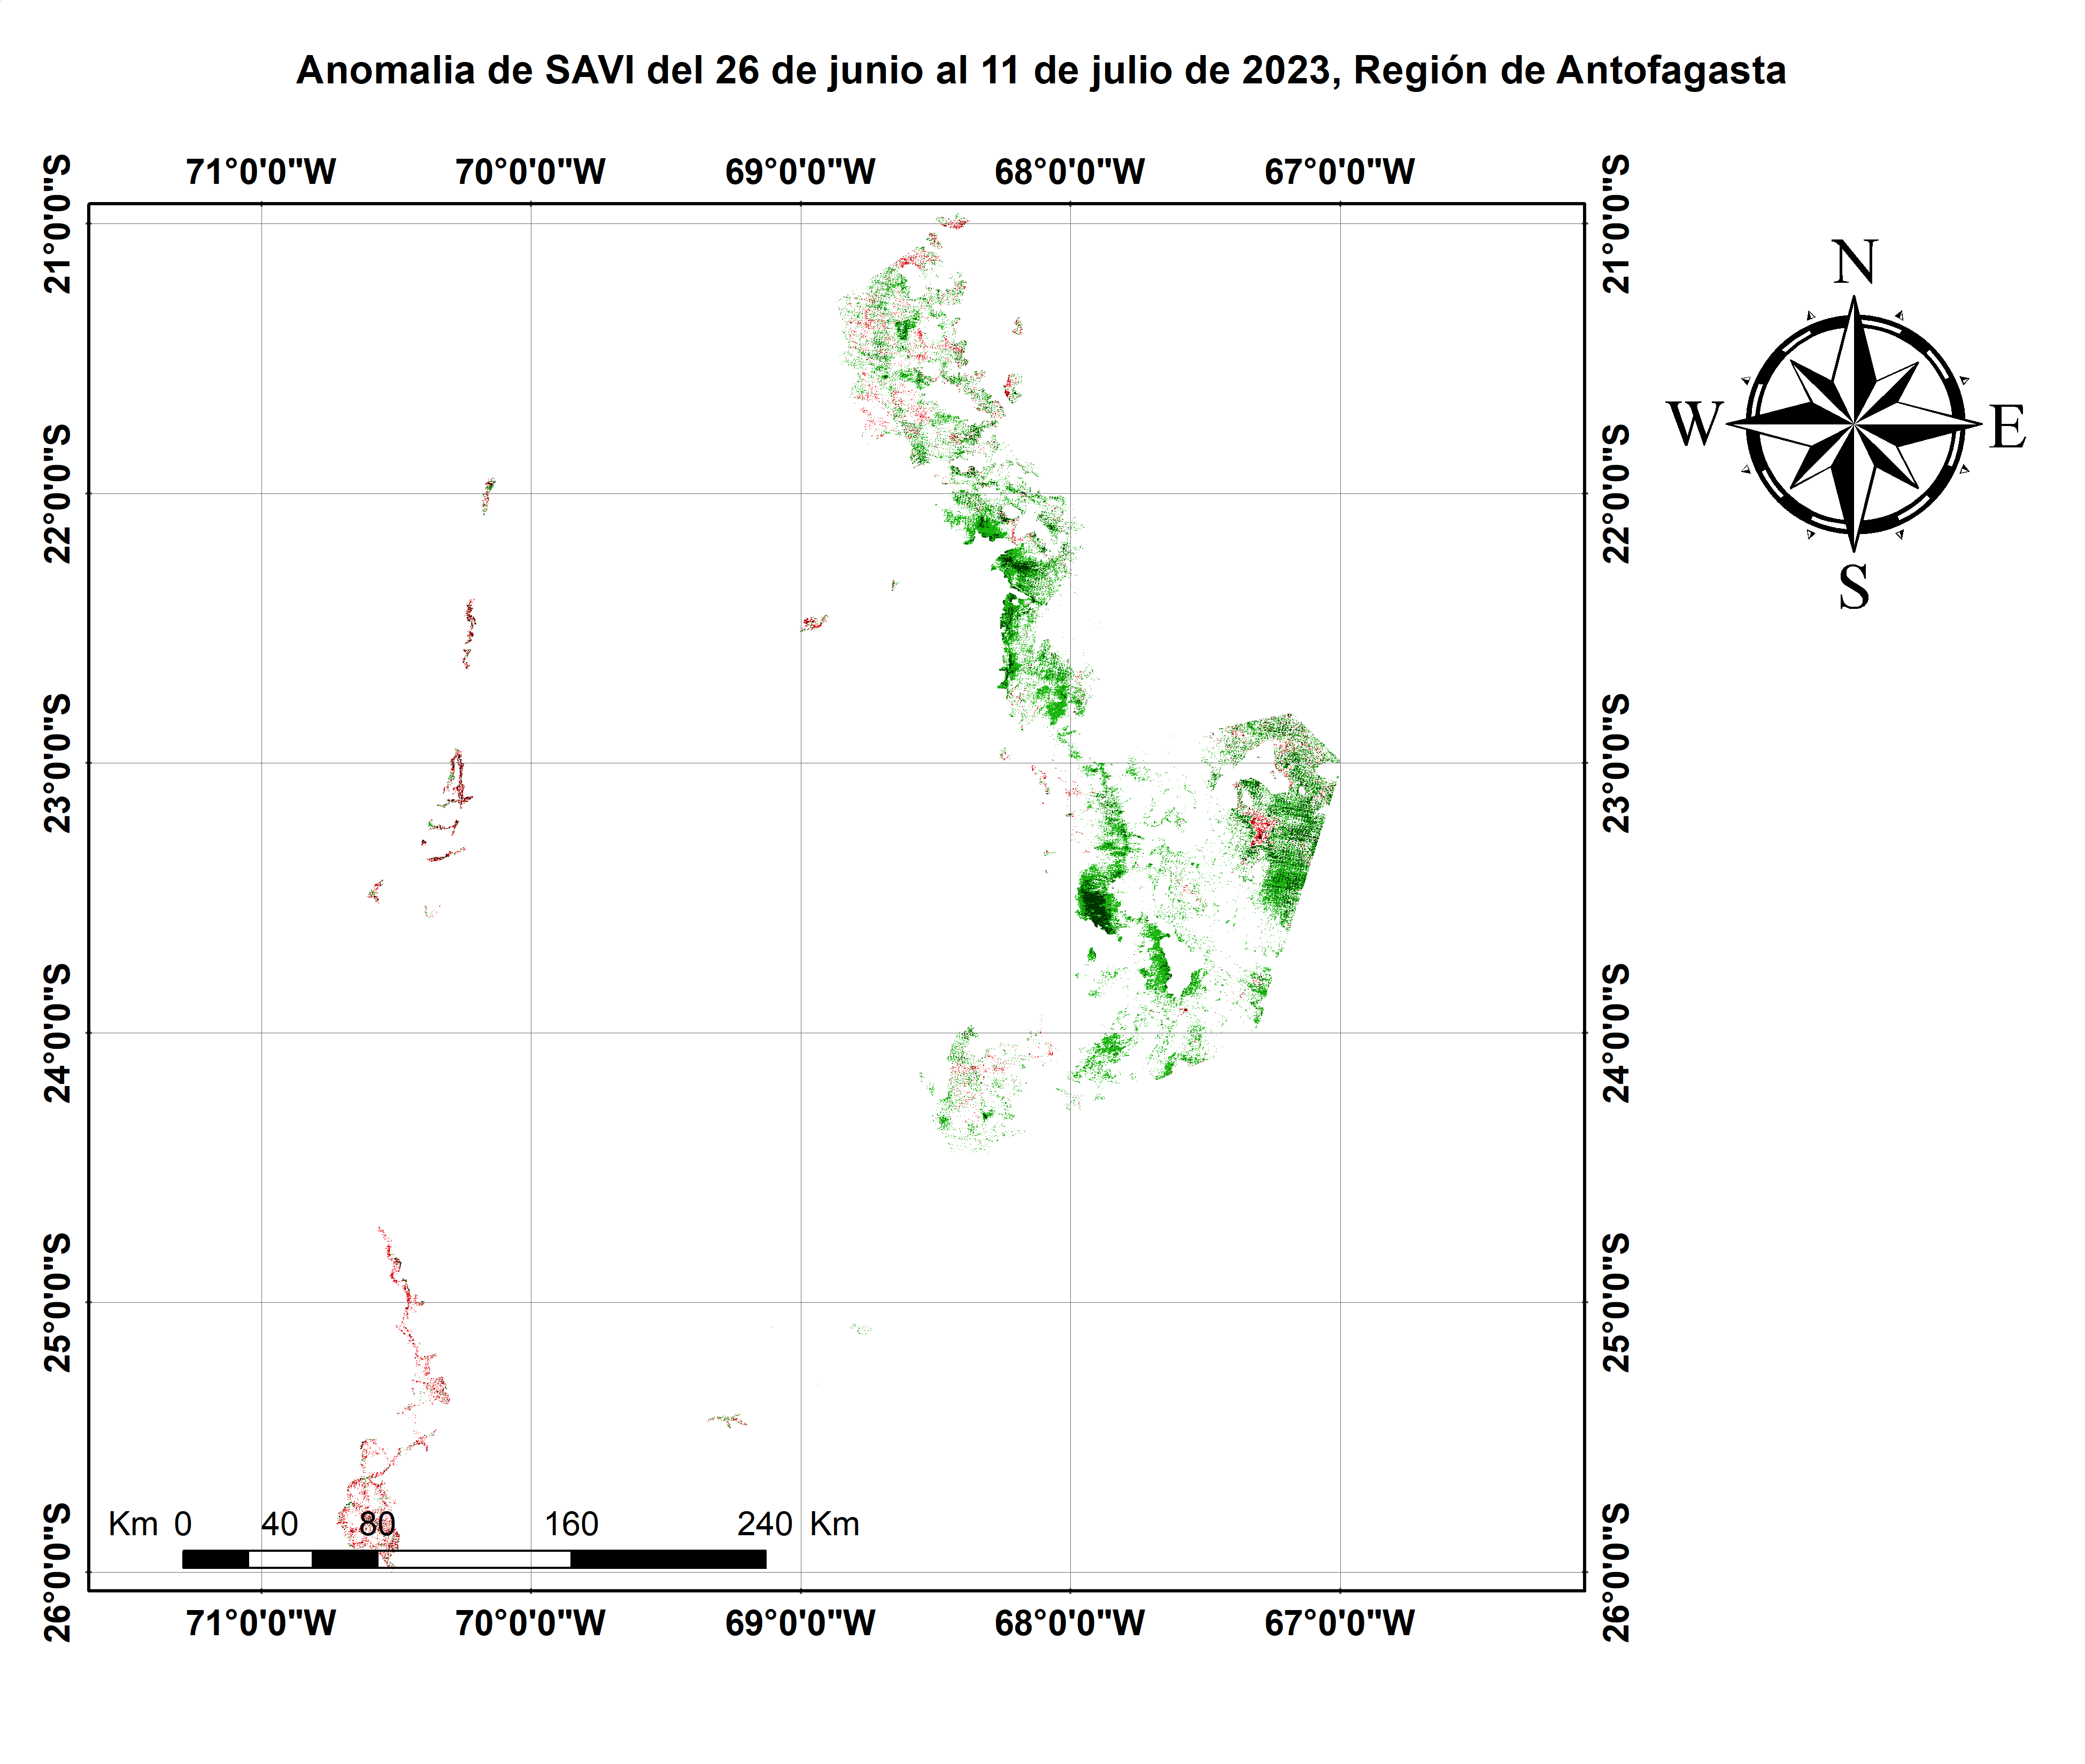 Anomalia de SAVI del 26 de junio al 11 de julio de 2023, Región de Antofagasta
71°0'0"W 70°0'0"W 69°0'0"W 68°0'0"W 67°0'0"W
21°0'0"S 21°0'0"S
N
W E
S
22°0'0"S 22°0'0"S
23°0'0"S 23°0'0"S
24°0'0"S 24°0'0"S
25°0'0"S 25°0'0"S
26°0'0"S 26°0'0"S
Km 0 40 80 160 240 Km
71°0'0"W 70°0'0"W 69°0'0"W 68°0'0"W 67°0'0"W